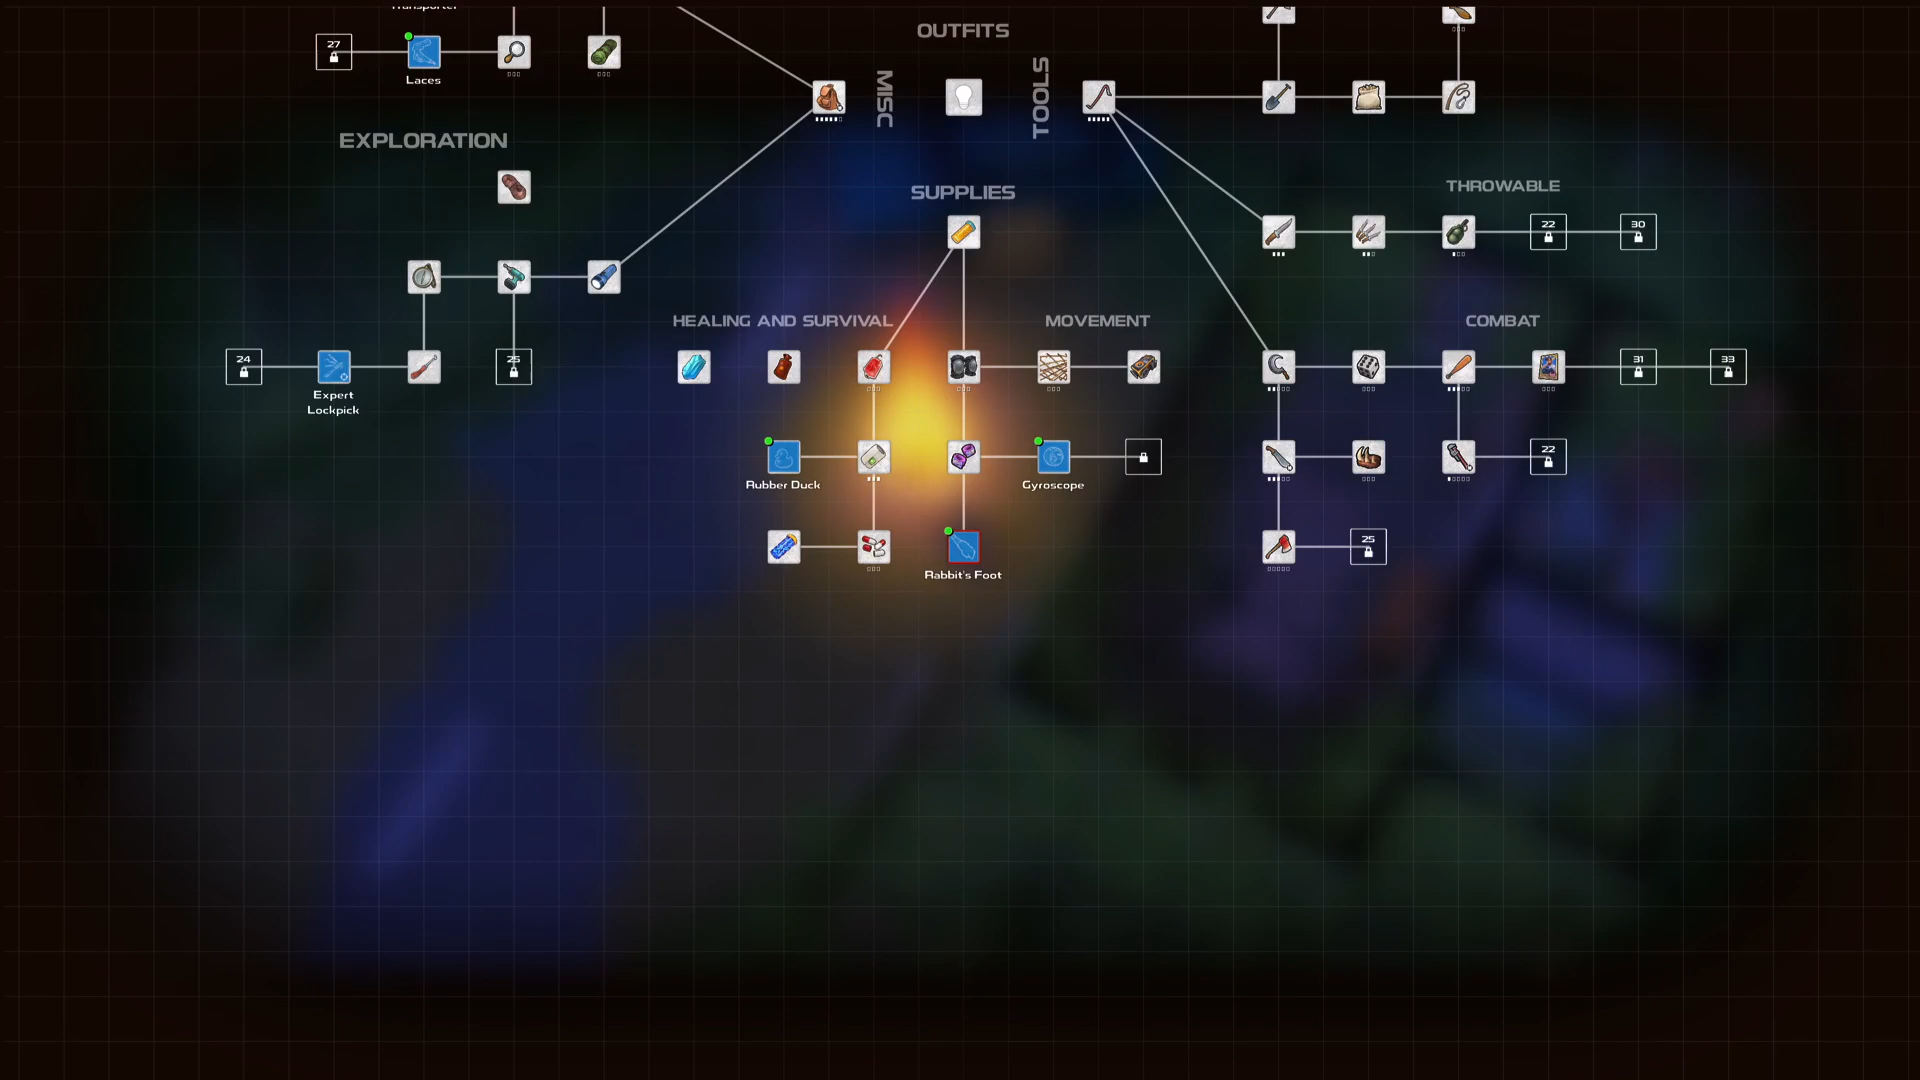 Transporter
OUTFITS
27
Laces
MISC
TOOLS
EXPLORATION
SUPPLIES
THROWABLE
22
30
HEALING AND SURVIVAL
MOVEMENT
COMBAT
24
25
31
33
Expert
Lockpick
22
Rubber Duck
Gyroscope
25
Rabbit's Foot